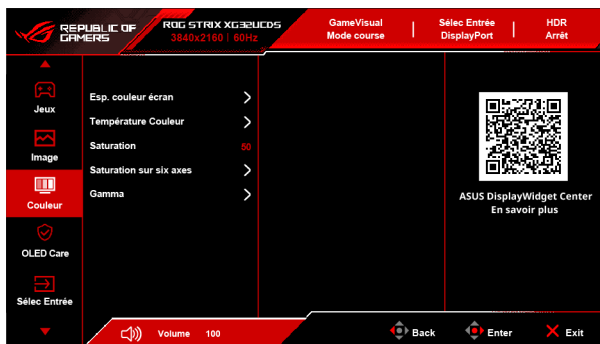 REPUBLIC OF
GAMERS
ROG STRIX XG32UCDS
3840x2160 | 60Hz
GameVisual
Mode course
Sélec Entrée
DisplayPort
HDR
Arrêt
Jeux
Image
Couleur
OLED Care
Sélec Entrée
Esp. couleur écran
Température Couleur
Saturation 50
Saturation sur six axes
Gamma
ASUS DisplayWidget Center
En savoir plus
Volume 100
Back
Enter
Exit